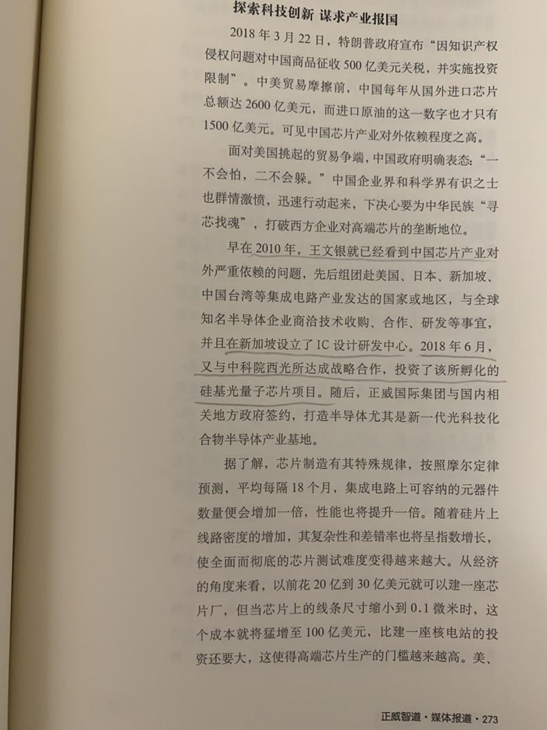 探索科技创新 谋求产业报国
2018 年 3 月 22 日，特朗普政府宣布“因知识产权
侵权问题对中国商品征收 500 亿美元关税，并实施投资
限制”。中美贸易摩擦前，中国每年从国外进口芯片
总额达 2600 亿美元，而进口原油的这一数字也才只有
1500 亿美元。可见中国芯片产业对外依赖程度之高。
面对美国挑起的贸易争端，中国政府明确表态：“一
不会怕，二不会躲。”中国企业界和科学界有识之士
也群情激愤，迅速行动起来，下决心要为中华民族“寻
芯找魂”，打破西方企业对高端芯片的垄断地位。
早在 2010 年，王文银就已经看到中国芯片产业对
外严重依赖的问题，先后组团赴美国、日本、新加坡、
中国台湾等集成电路产业发达的国家或地区，与全球
知名半导体企业商洽技术收购、合作、研发等事宜，
并且在新加坡设立了 IC 设计研发中心。2018 年 6 月，
又与中科院西光所达成战略合作，投资了该所孵化的
硅基光量子芯片项目。随后，正威国际集团与国内相
关地方政府签约，打造半导体尤其是新一代光科技化
合物半导体产业基地。
据了解，芯片制造有其特殊规律，按照摩尔定律
预测，平均每隔 18 个月，集成电路上可容纳的元器件
数量便会增加一倍，性能也将提升一倍。随着硅片上
线路密度的增加，其复杂性和差错率也将呈指数增长，
使全面而彻底的芯片测试难度变得越来越大。从经济
的角度来看，以前花 20 亿到 30 亿美元就可以建一座芯
片厂，但当芯片上的线条尺寸缩小到 0.1 微米时，这
个成本就将猛增至 100 亿美元，比建一座核电站的投
资还要大，这使得高端芯片生产的门槛越来越高。美、
正威智道·媒体报道·273